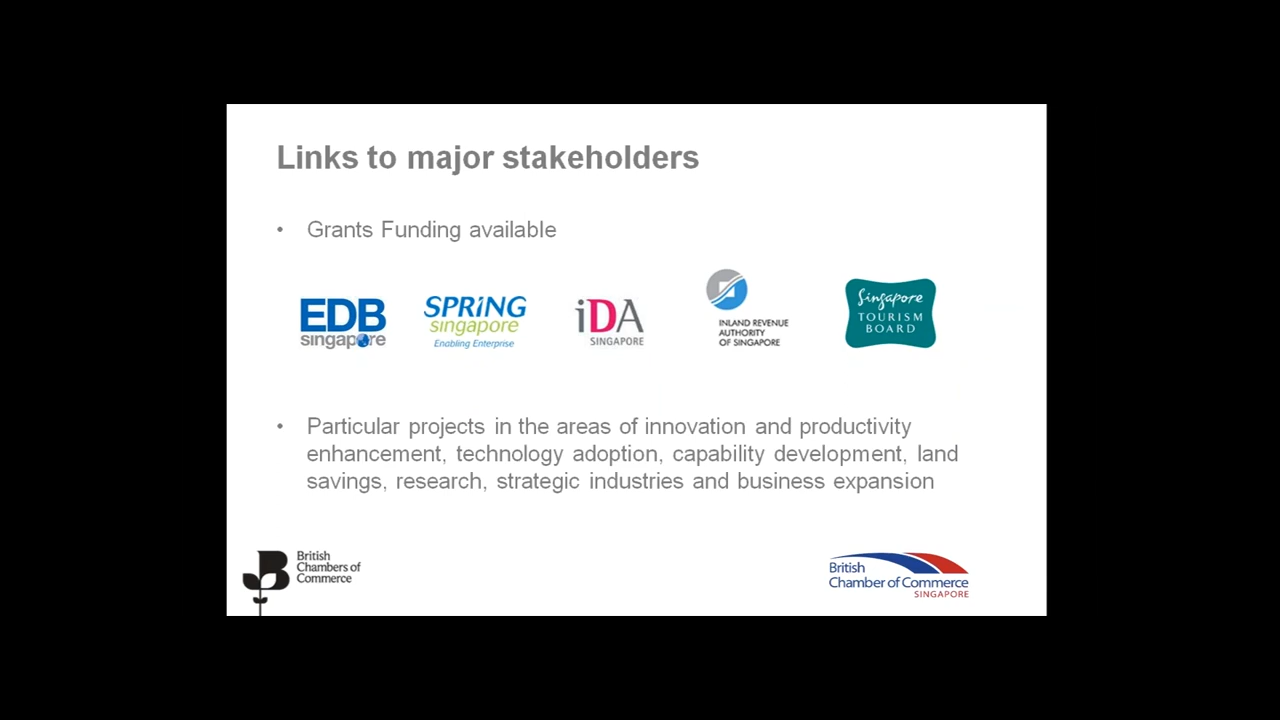 Links to major stakeholders
• Grants Funding available
EDB
singapore
SPRING
singapore
Enabling Enterprise
iDA
SINGAPORE
INLAND REVENUE
AUTHORITY
OF SINGAPORE
Singapore
TOURISM
BOARD
• Particular projects in the areas of innovation and productivity
enhancement, technology adoption, capability development, land
savings, research, strategic industries and business expansion
British
Chambers of
Commerce
British
Chamber of Commerce
SINGAPORE